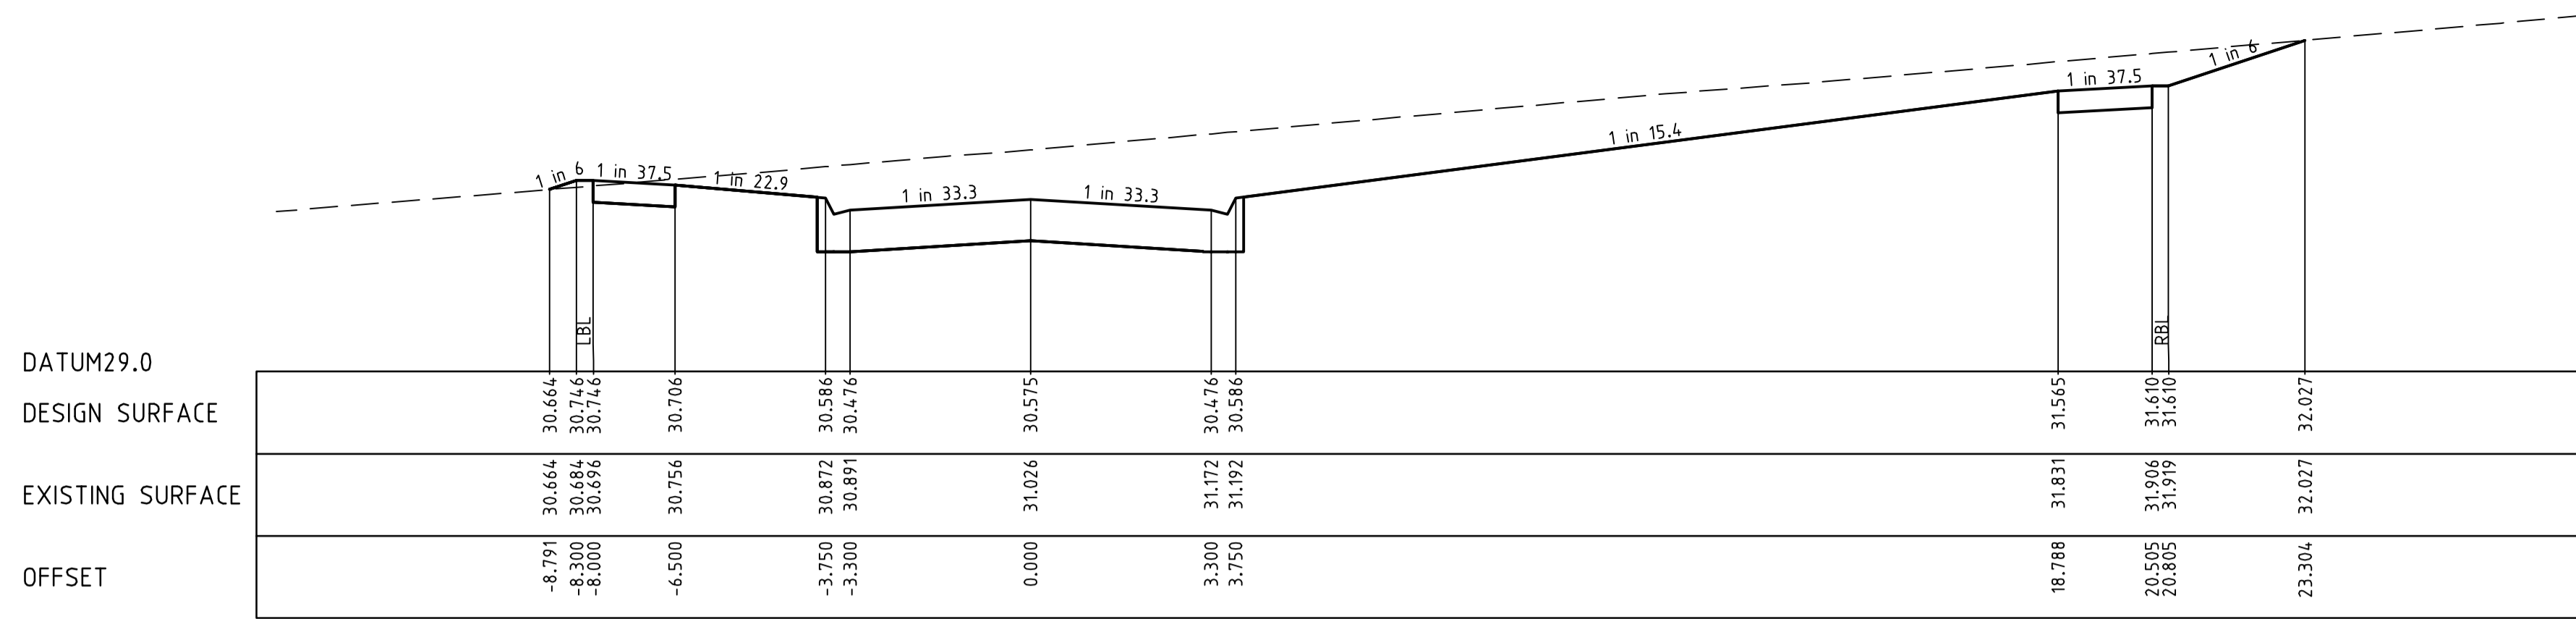 1 in 6
1 in 37.5
1 in 22.9
1 in 33.3
1 in 33.3
1 in 15.4
1 in 37.5
1 in 6
LBL
RBL
DATUM29.0
DESIGN SURFACE 30.664 30.746 30.746 30.706 30.586 30.476 30.575 30.476 30.586 31.565 31.610 31.610 32.027
EXISTING SURFACE 30.664 30.684 30.696 30.756 30.872 30.891 31.026 31.172 31.192 31.831 31.906 31.919 32.027
OFFSET -8.791 -8.300 -8.000 -6.500 -3.750 -3.300 0.000 3.300 3.750 18.788 20.505 20.805 23.304